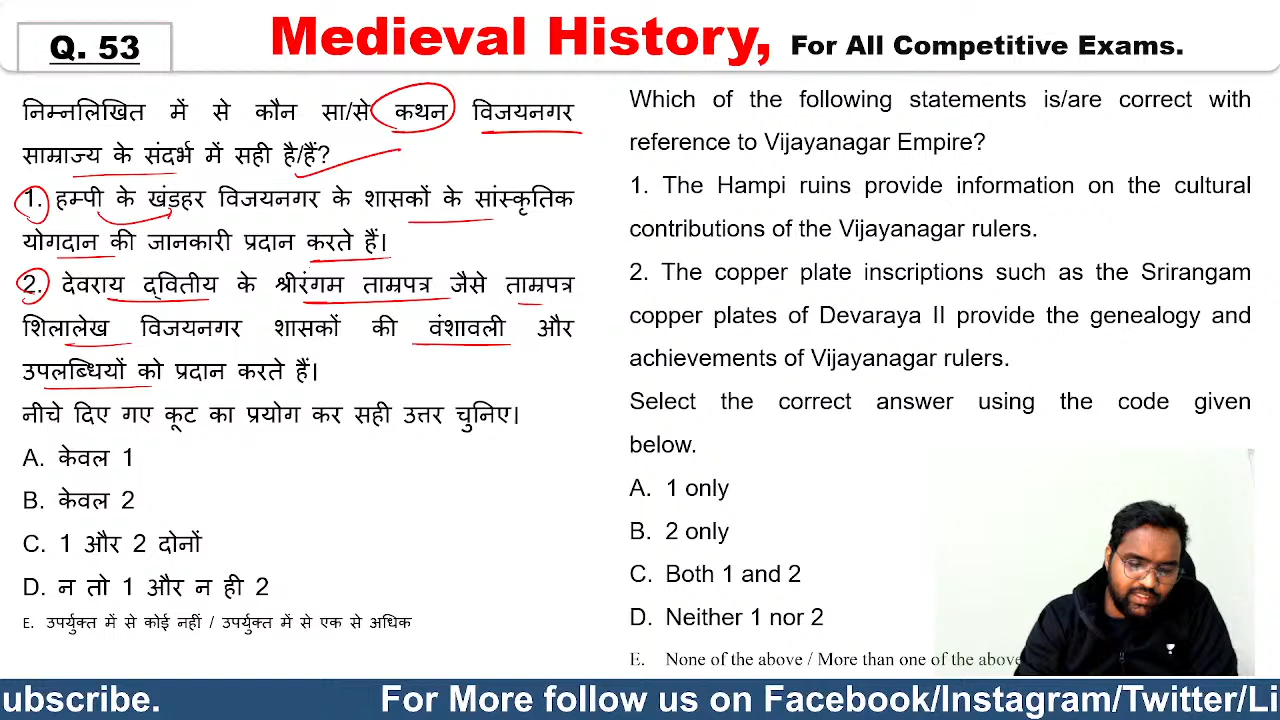 Q. 53
Medieval History, For All Competitive Exams.
निम्नलिखित में से कौन सा/से कथन विजयनगर
साम्राज्य के संदर्भ में सही है/हैं?
1. हम्पी के खंडहर विजयनगर के शासकों के सांस्कृतिक
योगदान की जानकारी प्रदान करते हैं।
2. देवराय द्वितीय के श्रीरंगम ताम्रपत्र जैसे ताम्रपत्र
शिलालेख विजयनगर शासकों की वंशावली और
उपलब्धियों को प्रदान करते हैं।
नीचे दिए गए कूट का प्रयोग कर सही उत्तर चुनिए।
A. केवल 1
B. केवल 2
C. 1 और 2 दोनों
D. न तो 1 और न ही 2
E. उपर्युक्त में से कोई नहीं / उपर्युक्त में से एक से अधिक
Which of the following statements is/are correct with
reference to Vijayanagar Empire?
1. The Hampi ruins provide information on the cultural
contributions of the Vijayanagar rulers.
2. The copper plate inscriptions such as the Srirangam
copper plates of Devaraya II provide the genealogy and
achievements of Vijayanagar rulers.
Select the correct answer using the code given
below.
A. 1 only
B. 2 only
C. Both 1 and 2
D. Neither 1 nor 2
E. None of the above / More than one of the above
ubscribe. For More follow us on Facebook/Instagram/Twitter/Li